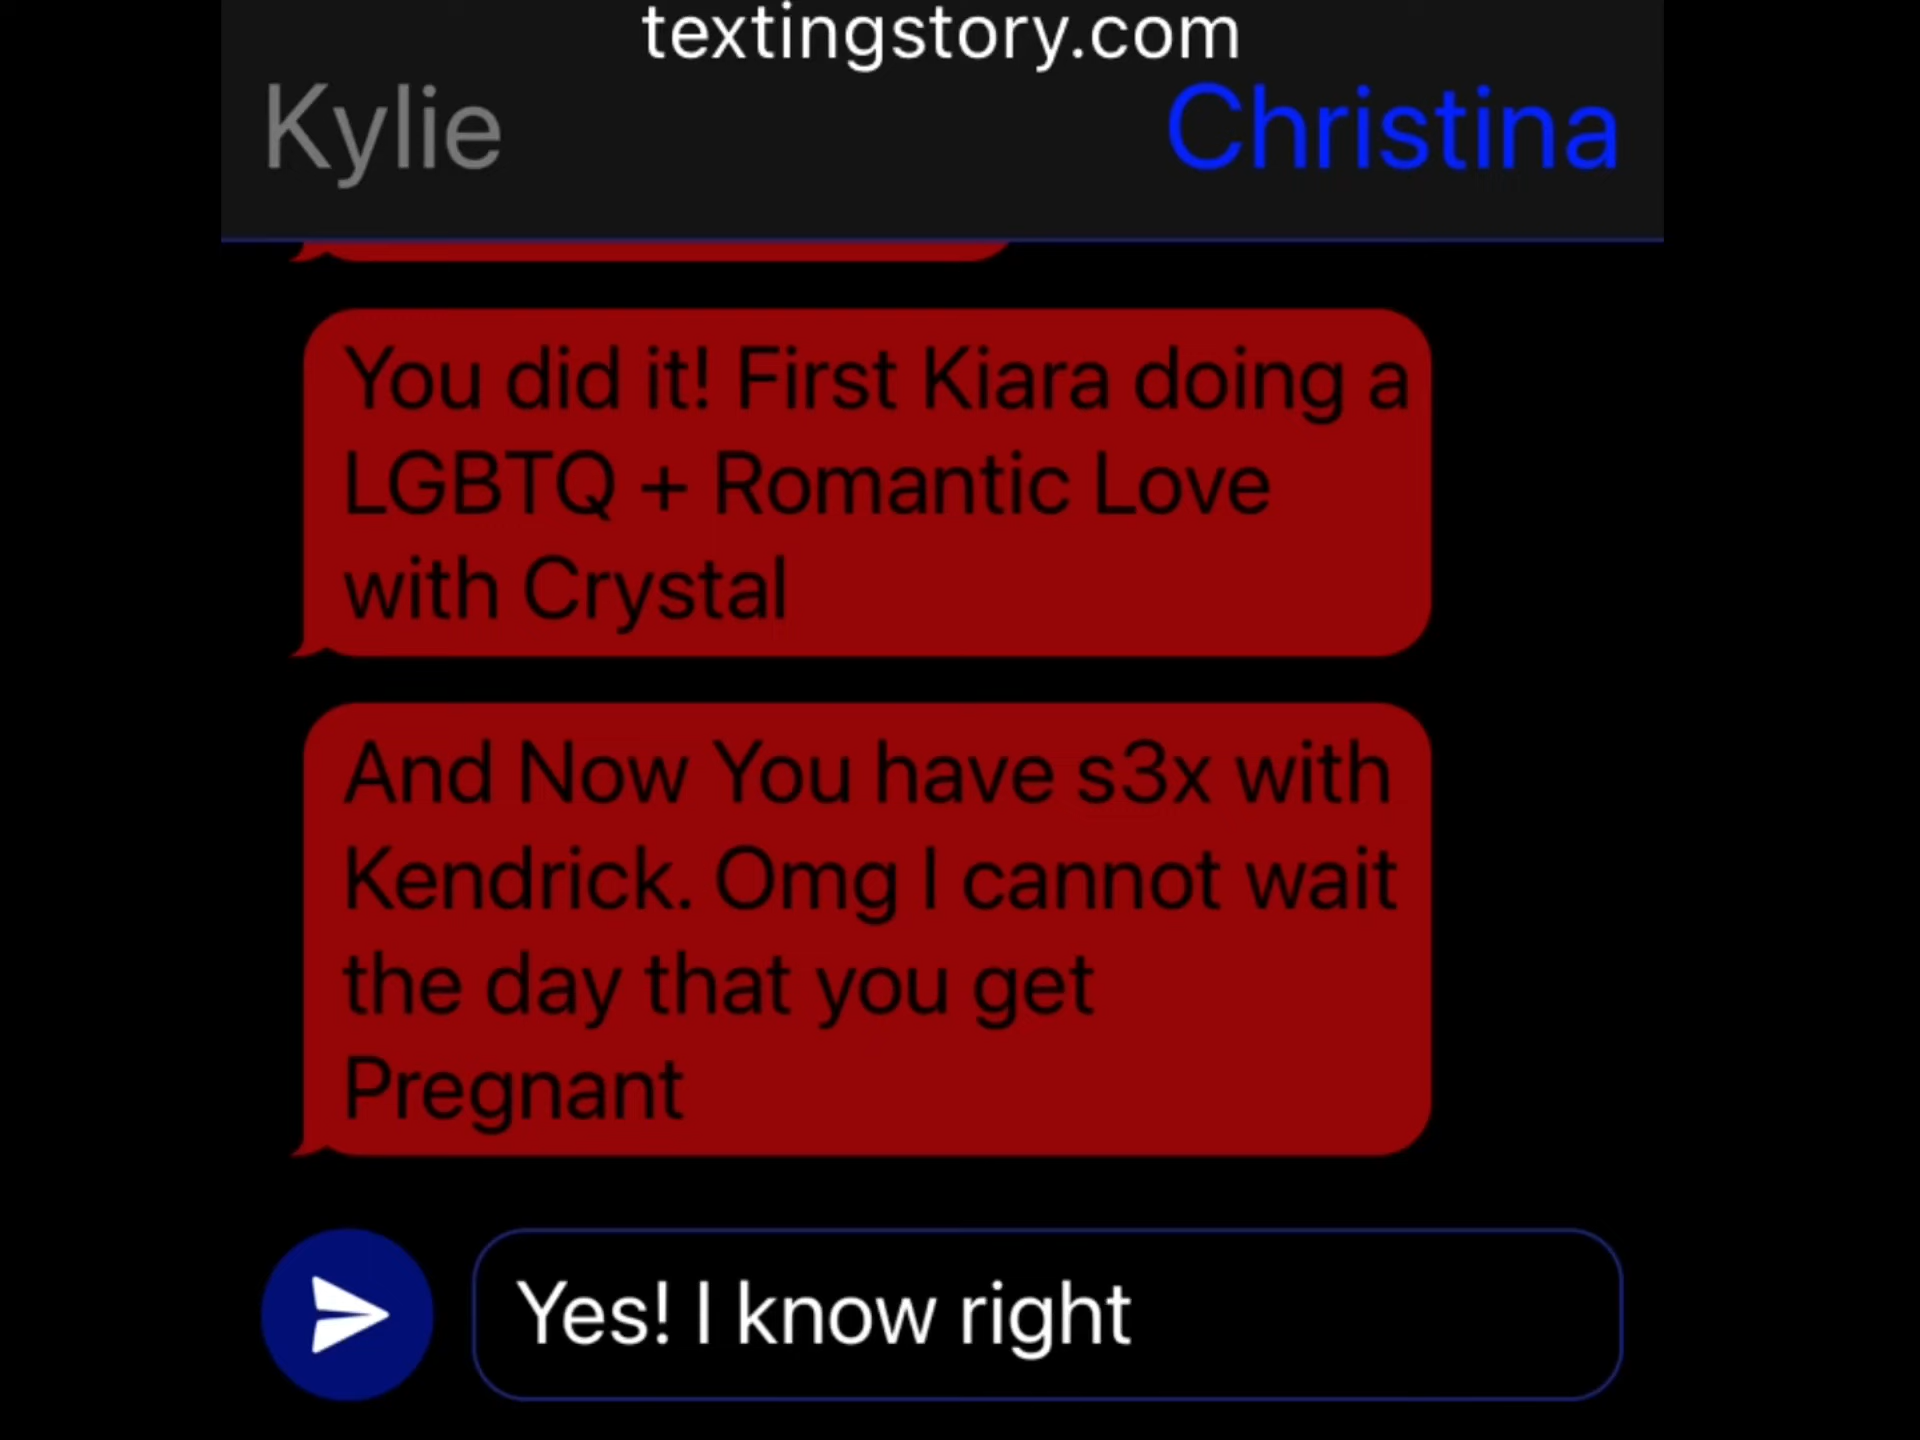 textingstory.com
Kylie
Christina
You did it! First Kiara doing a
LGBTQ + Romantic Love
with Crystal
And Now You have s3x with
Kendrick. Omg I cannot wait
the day that you get
Pregnant
Yes! I know right